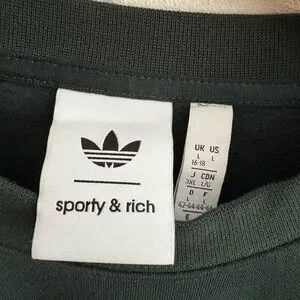 sporty & rich
UK US
L L
16-18
J CDN
3XL L/G
D F
L L
42-44 44-46
E